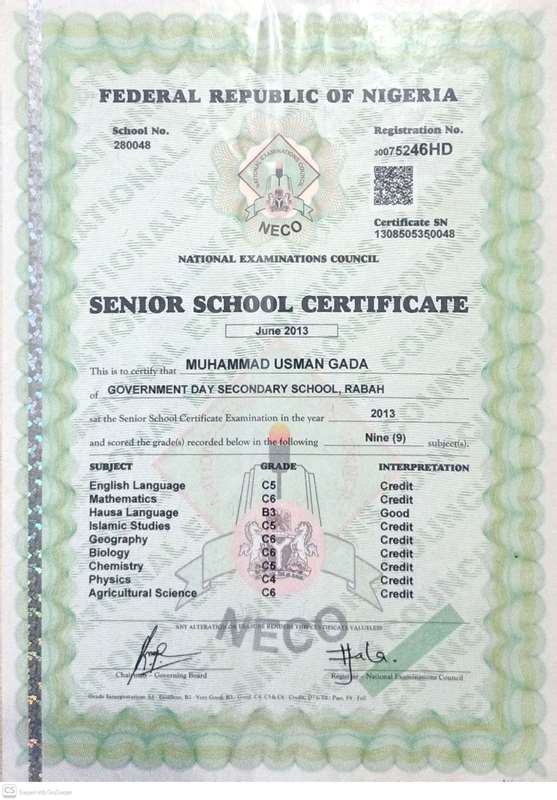 FEDERAL REPUBLIC OF NIGERIA
School No.
280048
Registration No.
30075246HD
NATIONAL EXAMINATIONS COUNCIL
NECO
Certificate SN
1308505350048
NATIONAL EXAMINATIONS COUNCIL
SENIOR SCHOOL CERTIFICATE
June 2013
This is to certify that MUHAMMAD USMAN GADA
of GOVERNMENT DAY SECONDARY SCHOOL, RABAH
sat the Senior School Certificate Examination in the year 2013
and scored the grade(s) recorded below in the following Nine (9) subject(s).
SUBJECT GRADE INTERPRETATION
English Language C5 Credit
Mathematics C6 Credit
Hausa Language B3 Good
Islamic Studies C5 Credit
Geography C6 Credit
Biology C6 Credit
Chemistry C6 Credit
Physics C4 Credit
Agricultural Science C6 Credit
NECO
ANY ALTERATION OR ERASURE RENDERS THIS CERTIFICATE VALUELESS
Chairman - Governing Board
Registrar - National Examinations Council
CS